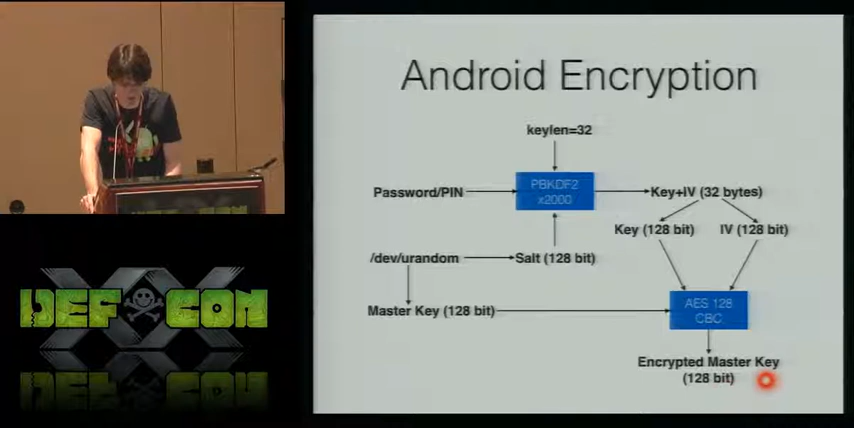 Android Encryption
keylen=32
Password/PIN
PBKDF2
x2000
Key+IV (32 bytes)
Key (128 bit)
IV (128 bit)
/dev/urandom
Salt (128 bit)
Master Key (128 bit)
AES 128
CBC
Encrypted Master Key
(128 bit)
DEF CON
XX